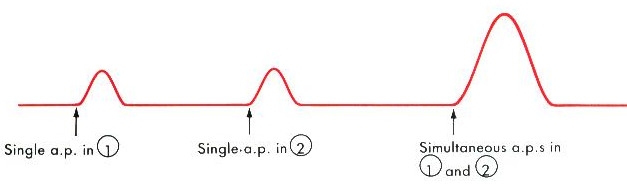 Single a.p. in 1
Single a.p. in 2
Simultaneous a.p.s in
1 and 2